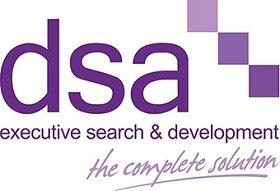 dsa
executive search & development
the complete solution